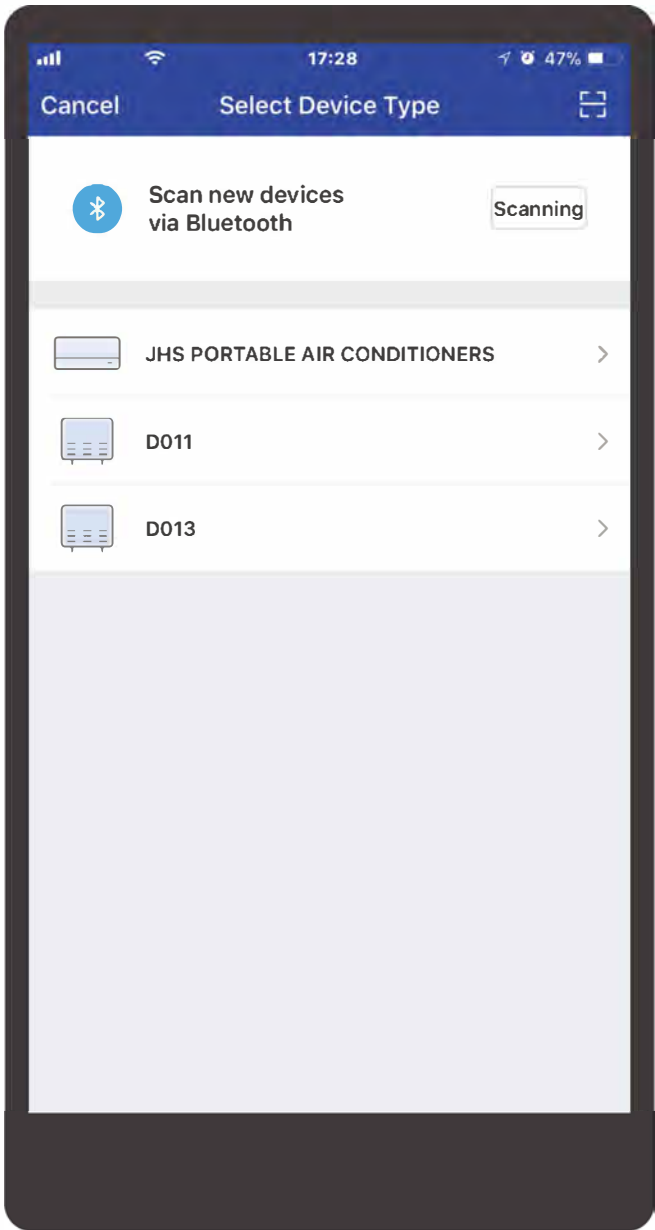 17:28
47%
Cancel
Select Device Type
Scan new devices
via Bluetooth
Scanning
JHS PORTABLE AIR CONDITIONERS
D011
D013